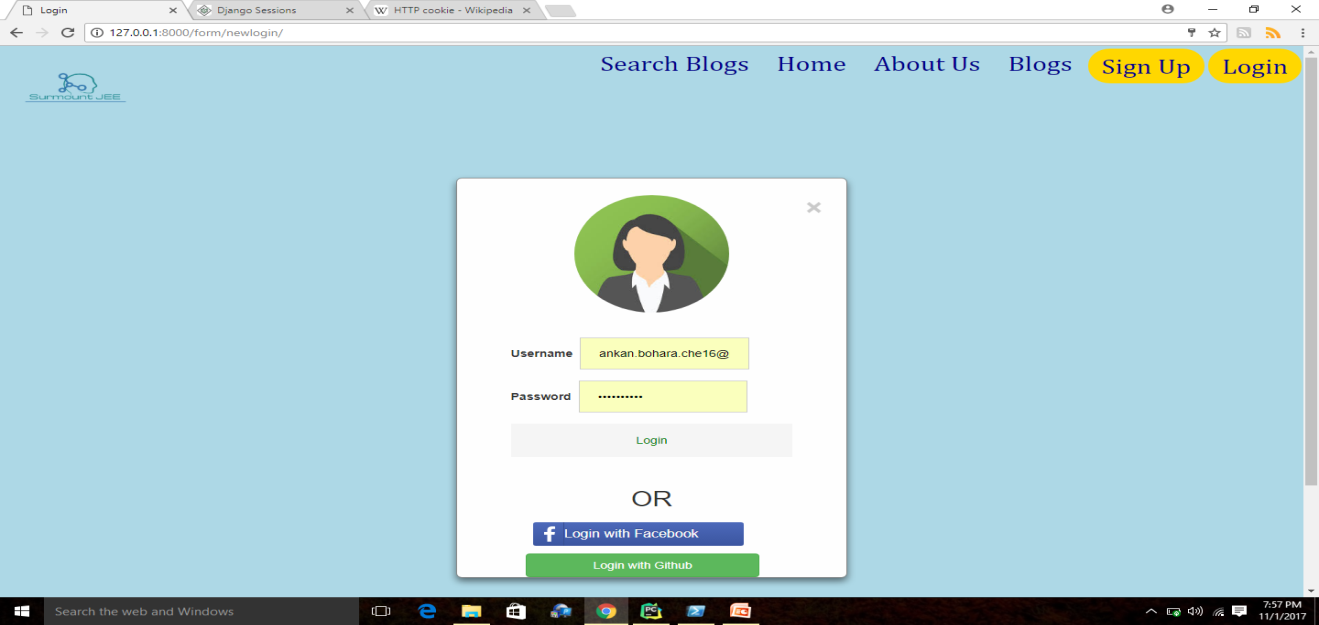 Login
Django Sessions
HTTP cookie - Wikipedia
127.0.0.1:8000/form/newlogin/
Search Blogs Home About Us Blogs Sign Up Login
Surmount JEE
Username ankan.bohara.che16@
Password ••••••••••
Login
OR
f Login with Facebook
Login with Github
Search the web and Windows
7:57 PM
11/1/2017